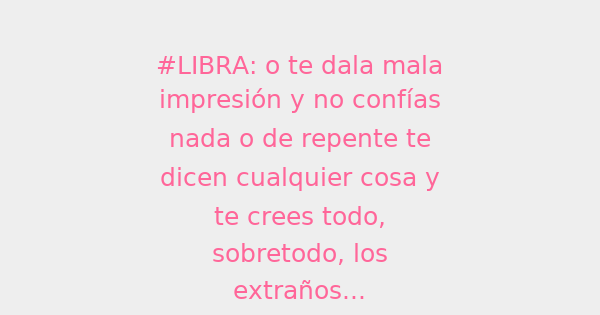 #LIBRA: o te dala mala
impresión y no confías
nada o de repente te
dicen cualquier cosa y
te crees todo,
sobretodo, los
extraños...